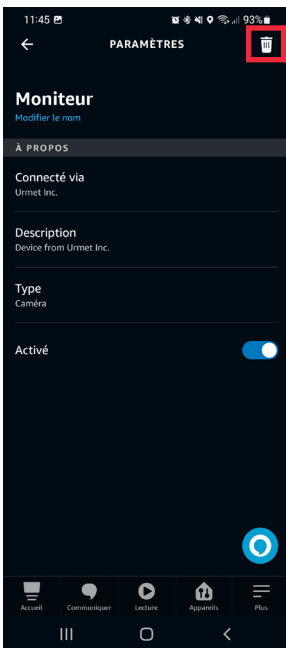 11:45 93%
PARAMÈTRES
Moniteur
Modifier le nom
À PROPOS
Connecté via
Urmet Inc.
Description
Device from Urmet Inc.
Type
Caméra
Activé
Accueil Communiquer Lecture Appareils Plus